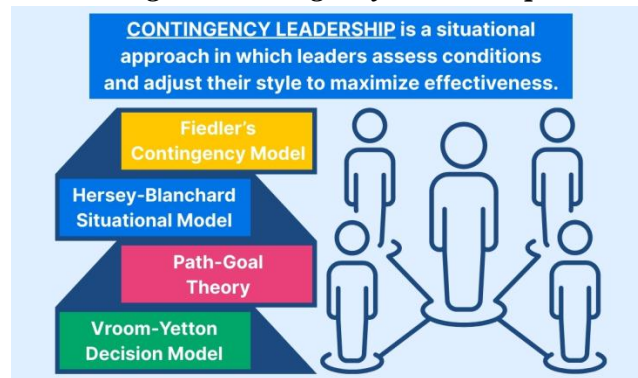 CONTINGENCY LEADERSHIP is a situational
approach in which leaders assess conditions
and adjust their style to maximize effectiveness.
Fiedler's
Contingency Model
Hersey-Blanchard
Situational Model
Path-Goal
Theory
Vroom-Yetton
Decision Model